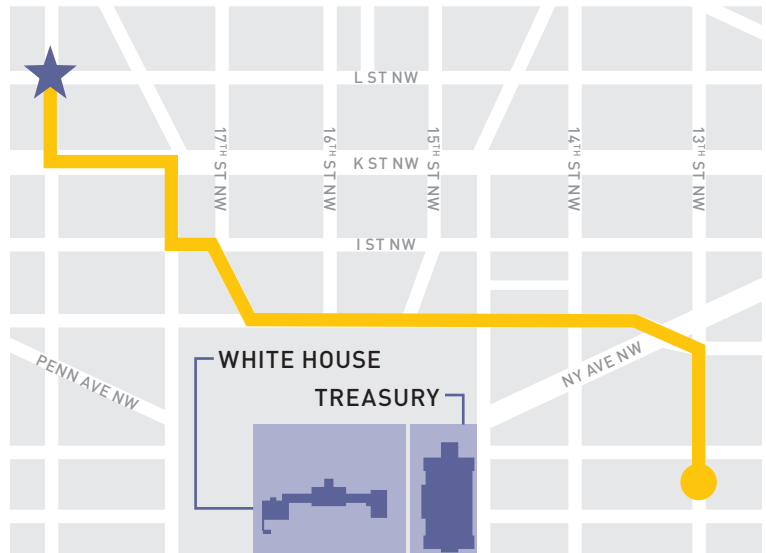 L ST NW
17TH ST NW
16TH ST NW
15TH ST NW
14TH ST NW
13TH ST NW
K ST NW
I ST NW
WHITE HOUSE
PENN AVE NW
NY AVE NW
TREASURY